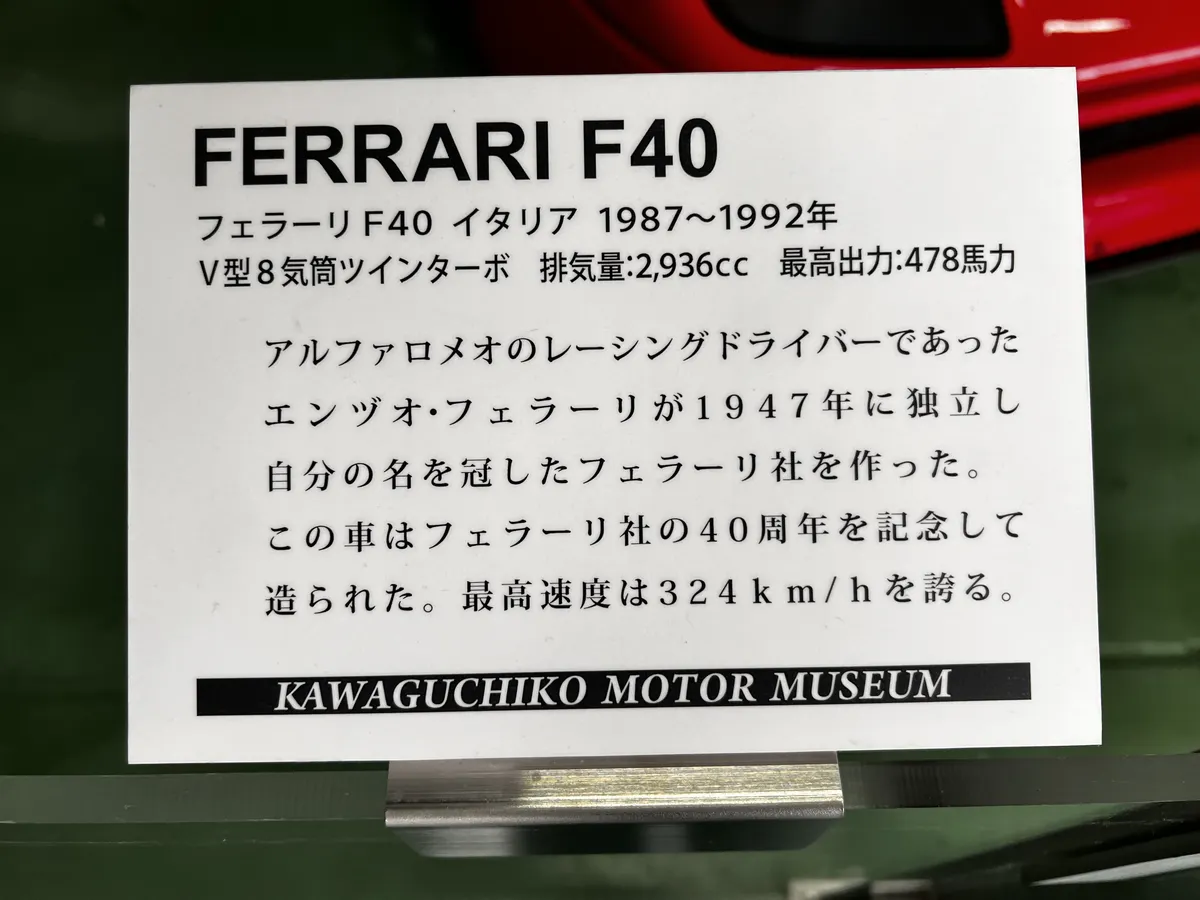 FERRARI F40
フェラーリF40 イタリア 1987〜1992年
V型8気筒ツインターボ 排気量:2,936cc 最高出力:478馬力
アルファロメオのレーシングドライバーであった
エンヅオ・フェラーリが1947年に独立し
自分の名を冠したフェラーリ社を作った。
この車はフェラーリ社の40周年を記念して
造られた。最高速度は324km/hを誇る。
KAWAGUCHIKO MOTOR MUSEUM